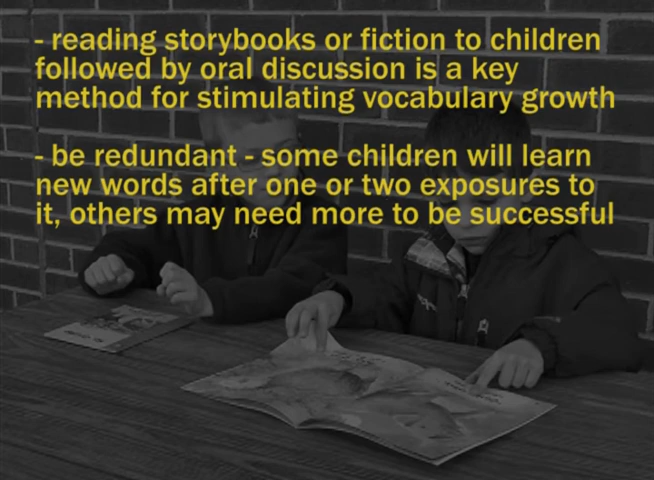 - reading storybooks or fiction to children
followed by oral discussion is a key
method for stimulating vocabulary growth
- be redundant - some children will learn
new words after one or two exposures to
it, others may need more to be successful